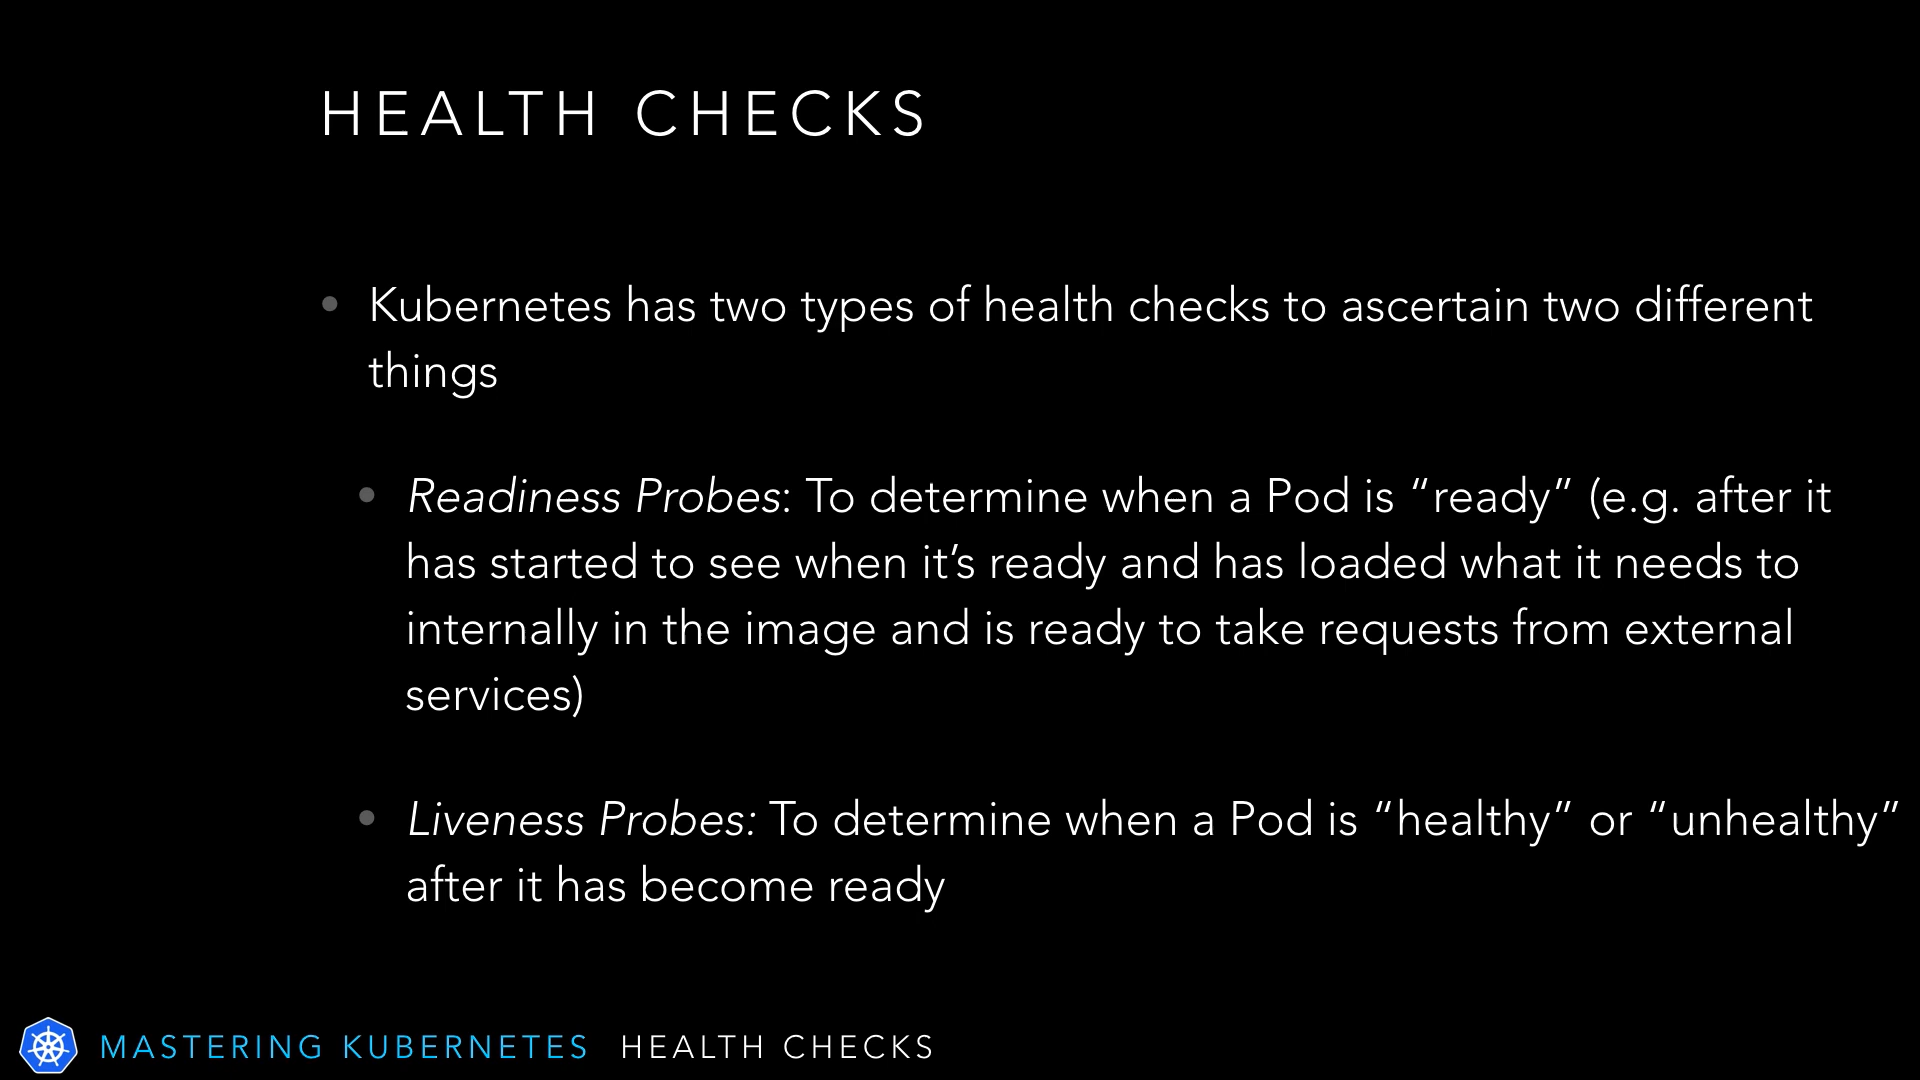 HEALTH CHECKS
• Kubernetes has two types of health checks to ascertain two different
things
• Readiness Probes: To determine when a Pod is “ready” (e.g. after it
has started to see when it’s ready and has loaded what it needs to
internally in the image and is ready to take requests from external
services)
• Liveness Probes: To determine when a Pod is “healthy” or “unhealthy”
after it has become ready
MASTERING KUBERNETES HEALTH CHECKS